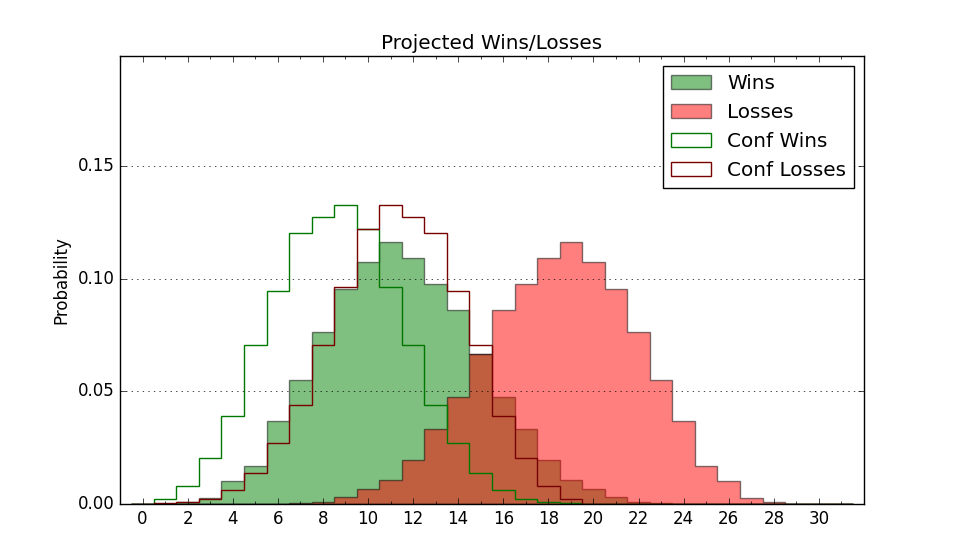 Projected Wins/Losses
Wins
Losses
Conf Wins
Conf Losses
Probability
0.15
0.10
0.05
0.00
0 2 4 6 8 10 12 14 16 18 20 22 24 26 28 30